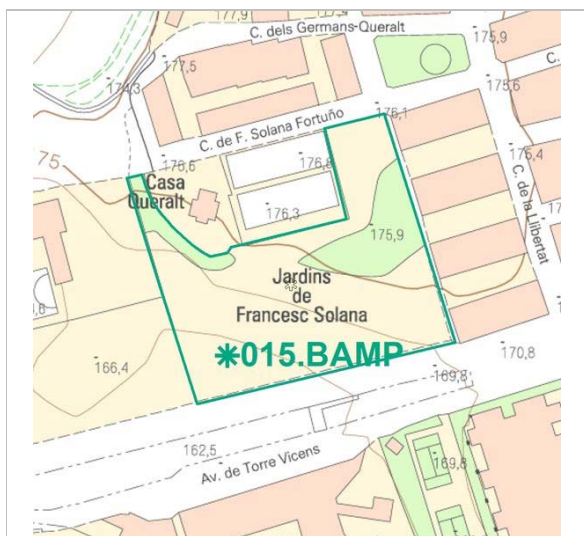 177,9
C. dels Germans-Queralt
175,9
177,5
174,3
175,6
C.
176,1
C. de F. Solana Fortuño
75
176,6
176,8
175,4
Casa
Queralt
176,3
C. de la Llibertat
175,9
Jardins
de
Francesc Solana
015.BAMP
166,4
170,8
169,8
162,5
Av. de Torre Vicens
169,8